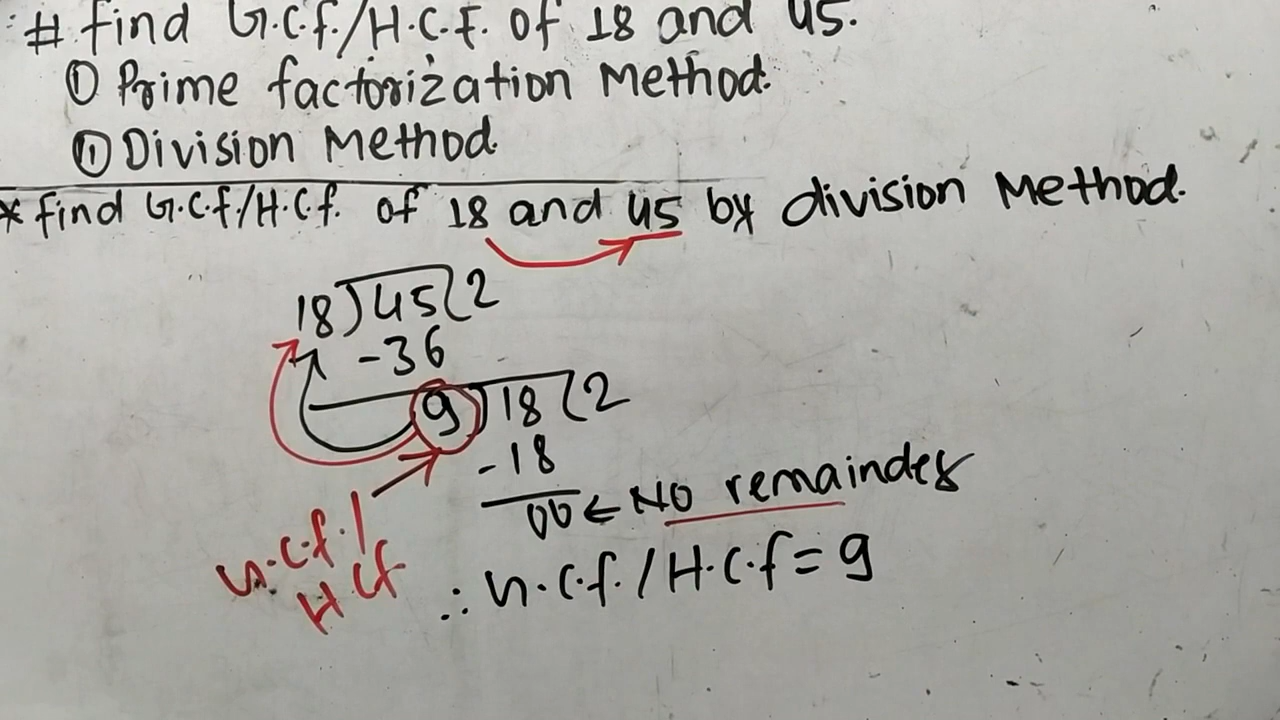 # find G.C.f./H.C.F. of 18 and 45.
① Prime factorization Method.
① Division Method
* find G.C.f./H.C.f. of 18 and 45 by division Method.
18)45(2
-36
9)18(2
-18
00 ← No remainder
G.C.f./
H.Cf
∴ G.C.f./H.C.f = 9